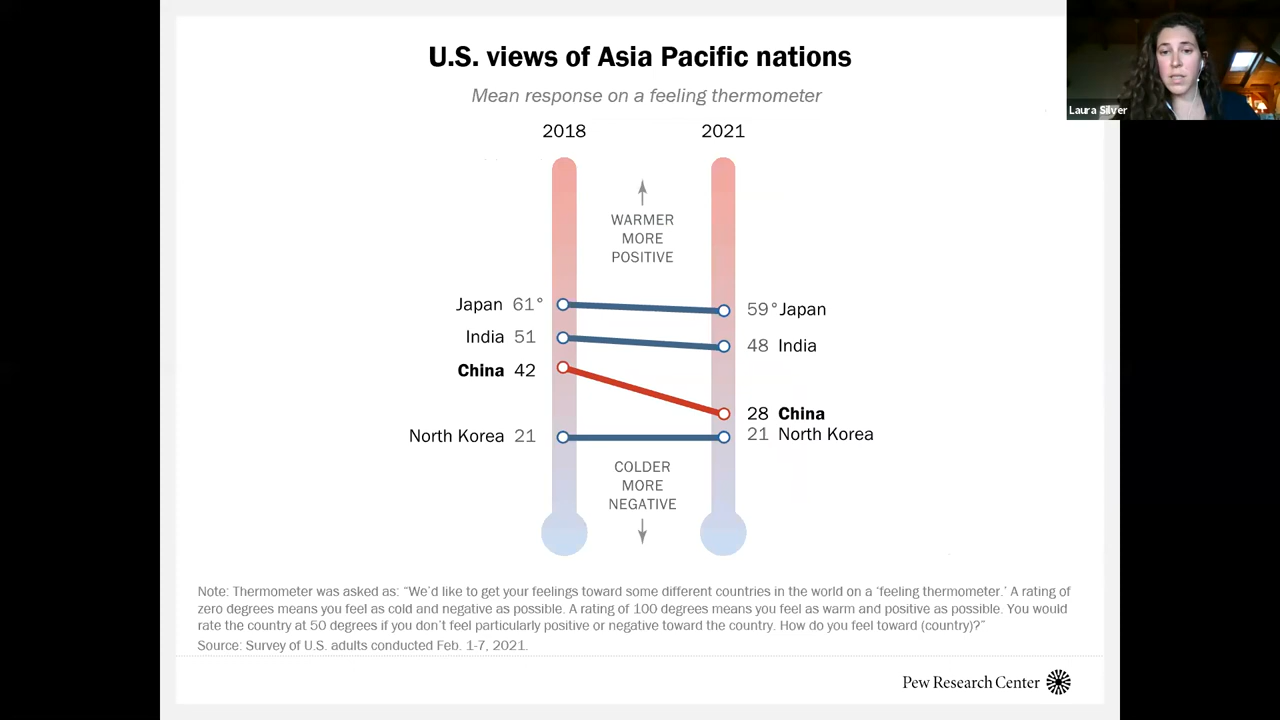 U.S. views of Asia Pacific nations
Mean response on a feeling thermometer
2018
2021
WARMER
MORE
POSITIVE
Japan 61°
59° Japan
India 51
48 India
China 42
28 China
North Korea 21
21 North Korea
COLDER
MORE
NEGATIVE
Note: Thermometer was asked as: “We’d like to get your feelings toward some different countries in the world on a ‘feeling thermometer.’ A rating of
zero degrees means you feel as cold and negative as possible. A rating of 100 degrees means you feel as warm and positive as possible. You would
rate the country at 50 degrees if you don’t feel particularly positive or negative toward the country. How do you feel toward (country)?”
Source: Survey of U.S. adults conducted Feb. 1-7, 2021.
Pew Research Center
Laura Silver